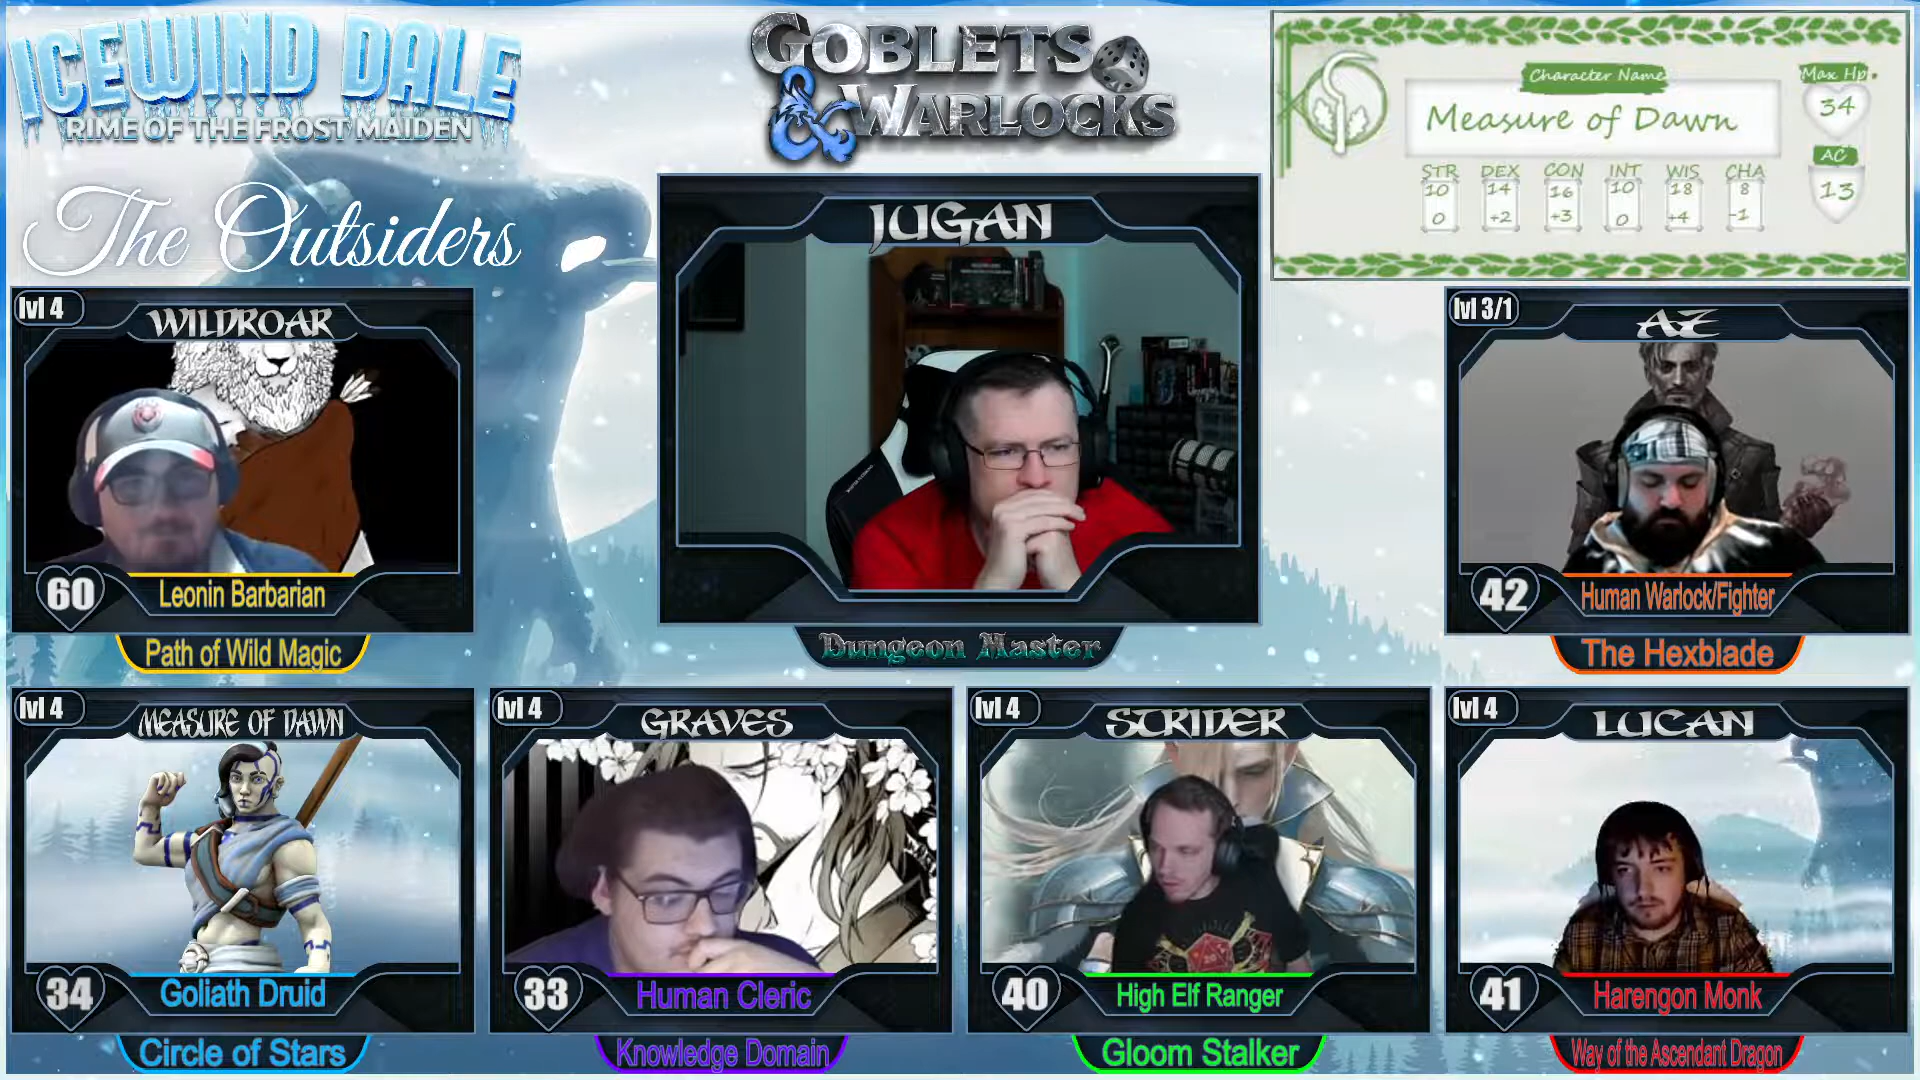 ICEWIND DALE
RIME OF THE FROSTMAIDEN
The Outsiders
GOBLETS
& WARLOCKS
Character Name
Measure of Dawn
Max Hp.
34
AC
13
STR DEX CON INT WIS CHA
10 14 16 10 18 8
0 +2 +3 0 +4 -1
JUGAN
Dungeon Master
lvl 4
WILDROAR
60
Leonin Barbarian
Path of Wild Magic
lvl 3/1
AZ
42
Human Warlock/Fighter
The Hexblade
lvl 4
MEASURE OF DAWN
34
Goliath Druid
Circle of Stars
lvl 4
GRAVES
33
Human Cleric
Knowledge Domain
lvl 4
STRIDER
40
High Elf Ranger
Gloom Stalker
lvl 4
LUCAN
41
Harengon Monk
Way of the Ascendant Dragon